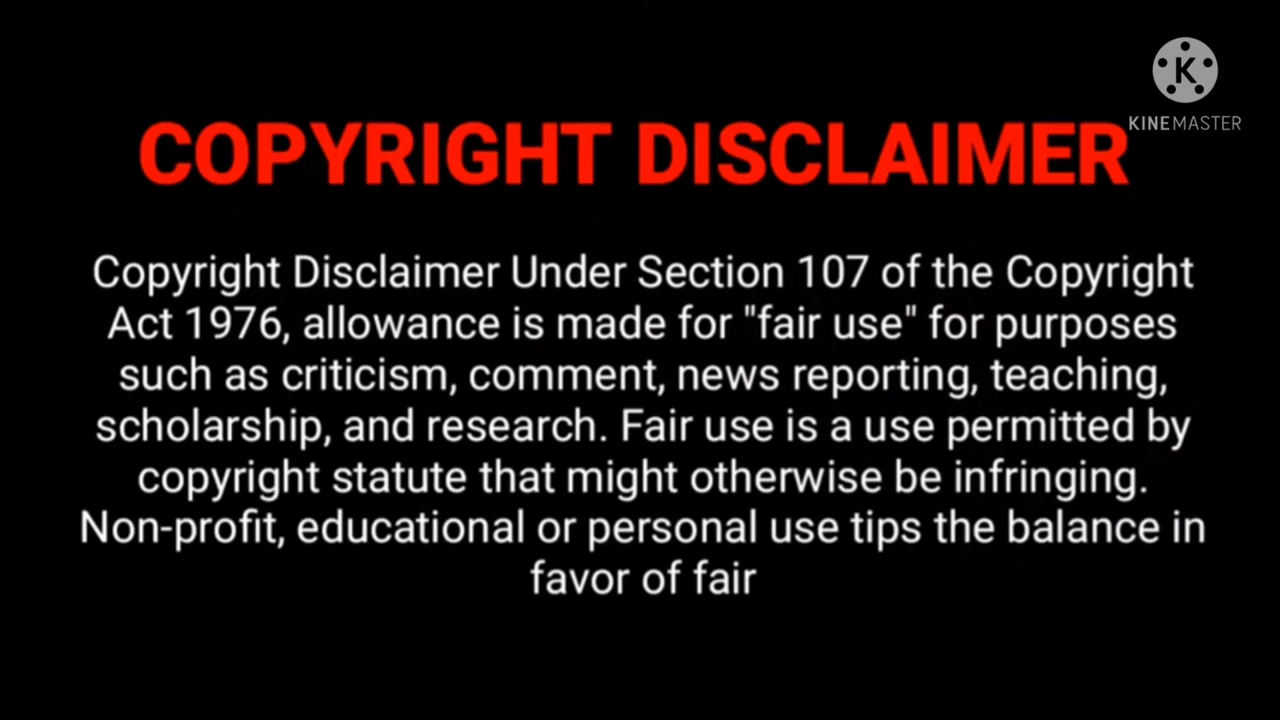 K
KINEMASTER
COPYRIGHT DISCLAIMER
Copyright Disclaimer Under Section 107 of the Copyright
Act 1976, allowance is made for "fair use" for purposes
such as criticism, comment, news reporting, teaching,
scholarship, and research. Fair use is a use permitted by
copyright statute that might otherwise be infringing.
Non-profit, educational or personal use tips the balance in
favor of fair